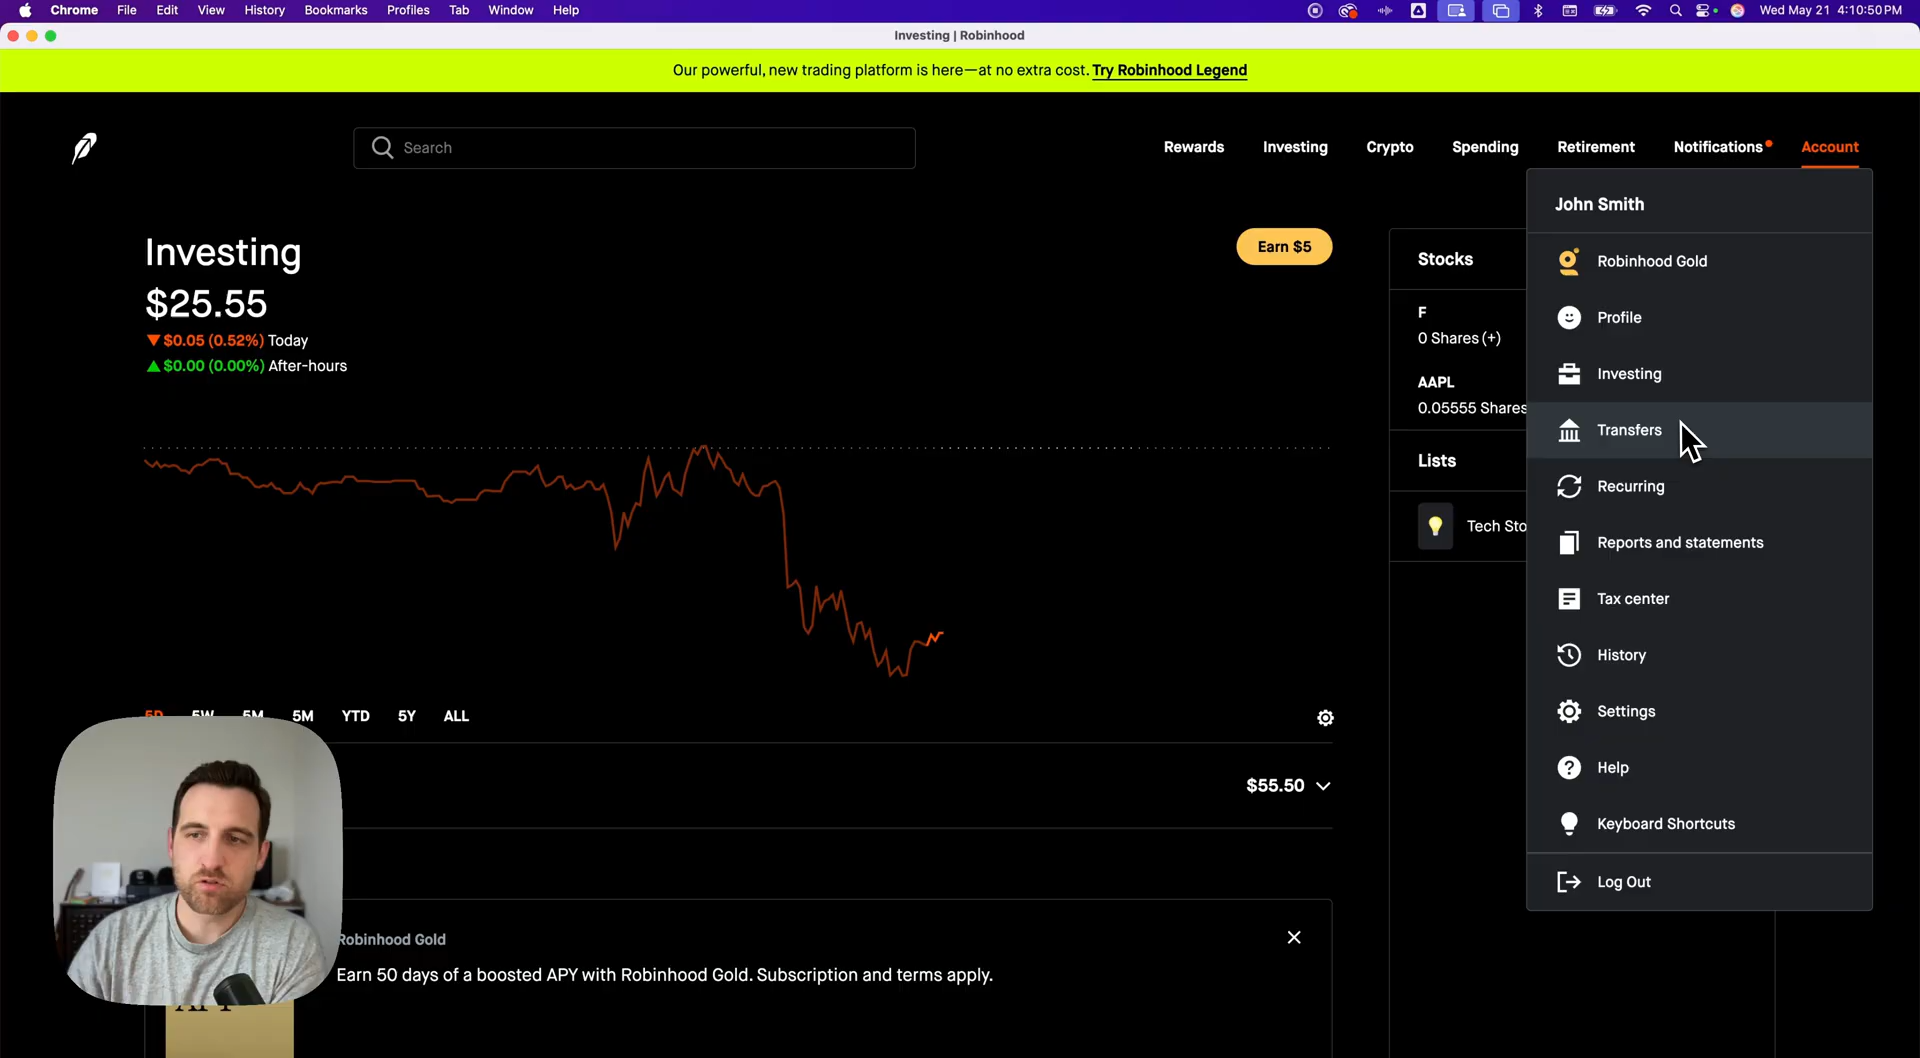 Chrome File Edit View History Bookmarks Profiles Tab Window Help
Wed May 21 4:10:50 PM
Investing | Robinhood
Our powerful, new trading platform is here—at no extra cost. Try Robinhood Legend
Search
Rewards Investing Crypto Spending Retirement Notifications Account
Investing
$25.55
$0.05 (0.52%) Today
$0.00 (0.00%) After-hours
Earn $5
5D 5W 5M 5M YTD 5Y ALL
$55.50
Robinhood Gold
Earn 50 days of a boosted APY with Robinhood Gold. Subscription and terms apply.
APY
Stocks
F
0 Shares (+)
AAPL
0.05555 Shares
Lists
Tech Sto
John Smith
Robinhood Gold
Profile
Investing
Transfers
Recurring
Reports and statements
Tax center
History
Settings
Help
Keyboard Shortcuts
Log Out